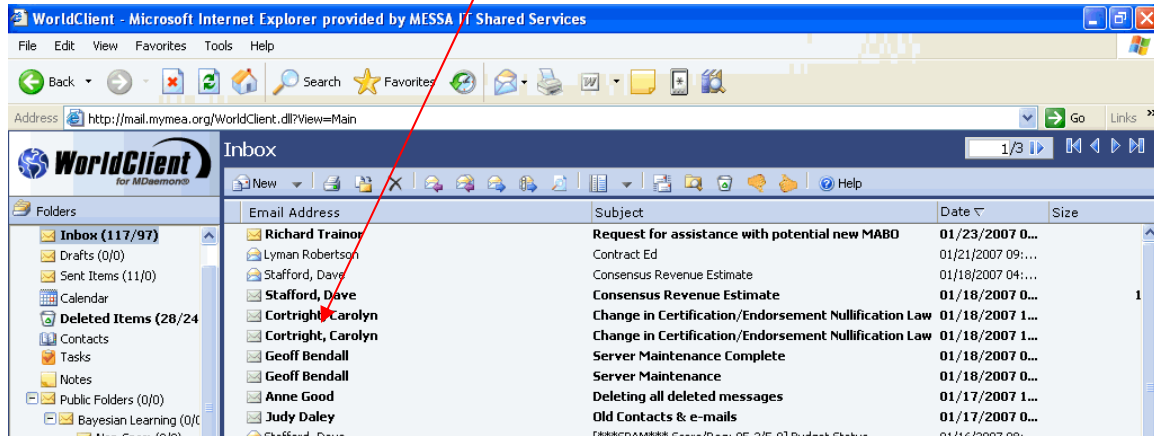 WorldClient - Microsoft Internet Explorer provided by MESSA IT Shared Services
File Edit View Favorites Tools Help
Back Search Favorites
Address http://mail.mymea.org/WorldClient.dll?View=Main Go Links »
WorldClient for MDaemon® Inbox 1/3
New Help
Folders Email Address Subject Date Size
Inbox (117/97) Richard Trainor Request for assistance with potential new MABO 01/23/2007 0...
Drafts (0/0) Lyman Robertson Contract Ed 01/21/2007 09:...
Sent Items (11/0) Stafford, Dave Consensus Revenue Estimate 01/18/2007 04:...
Calendar Stafford, Dave Consensus Revenue Estimate 01/18/2007 0... 1
Deleted Items (28/24 Cortright, Carolyn Change in Certification/Endorsement Nullification Law 01/18/2007 1...
Contacts Cortright, Carolyn Change in Certification/Endorsement Nullification Law 01/18/2007 1...
Tasks Geoff Bendall Server Maintenance Complete 01/18/2007 0...
Notes Geoff Bendall Server Maintenance 01/18/2007 0...
Public Folders (0/0) Anne Good Deleting all deleted messages 01/17/2007 1...
Bayesian Learning (0/0 Judy Daley Old Contacts & e-mails 01/17/2007 0...